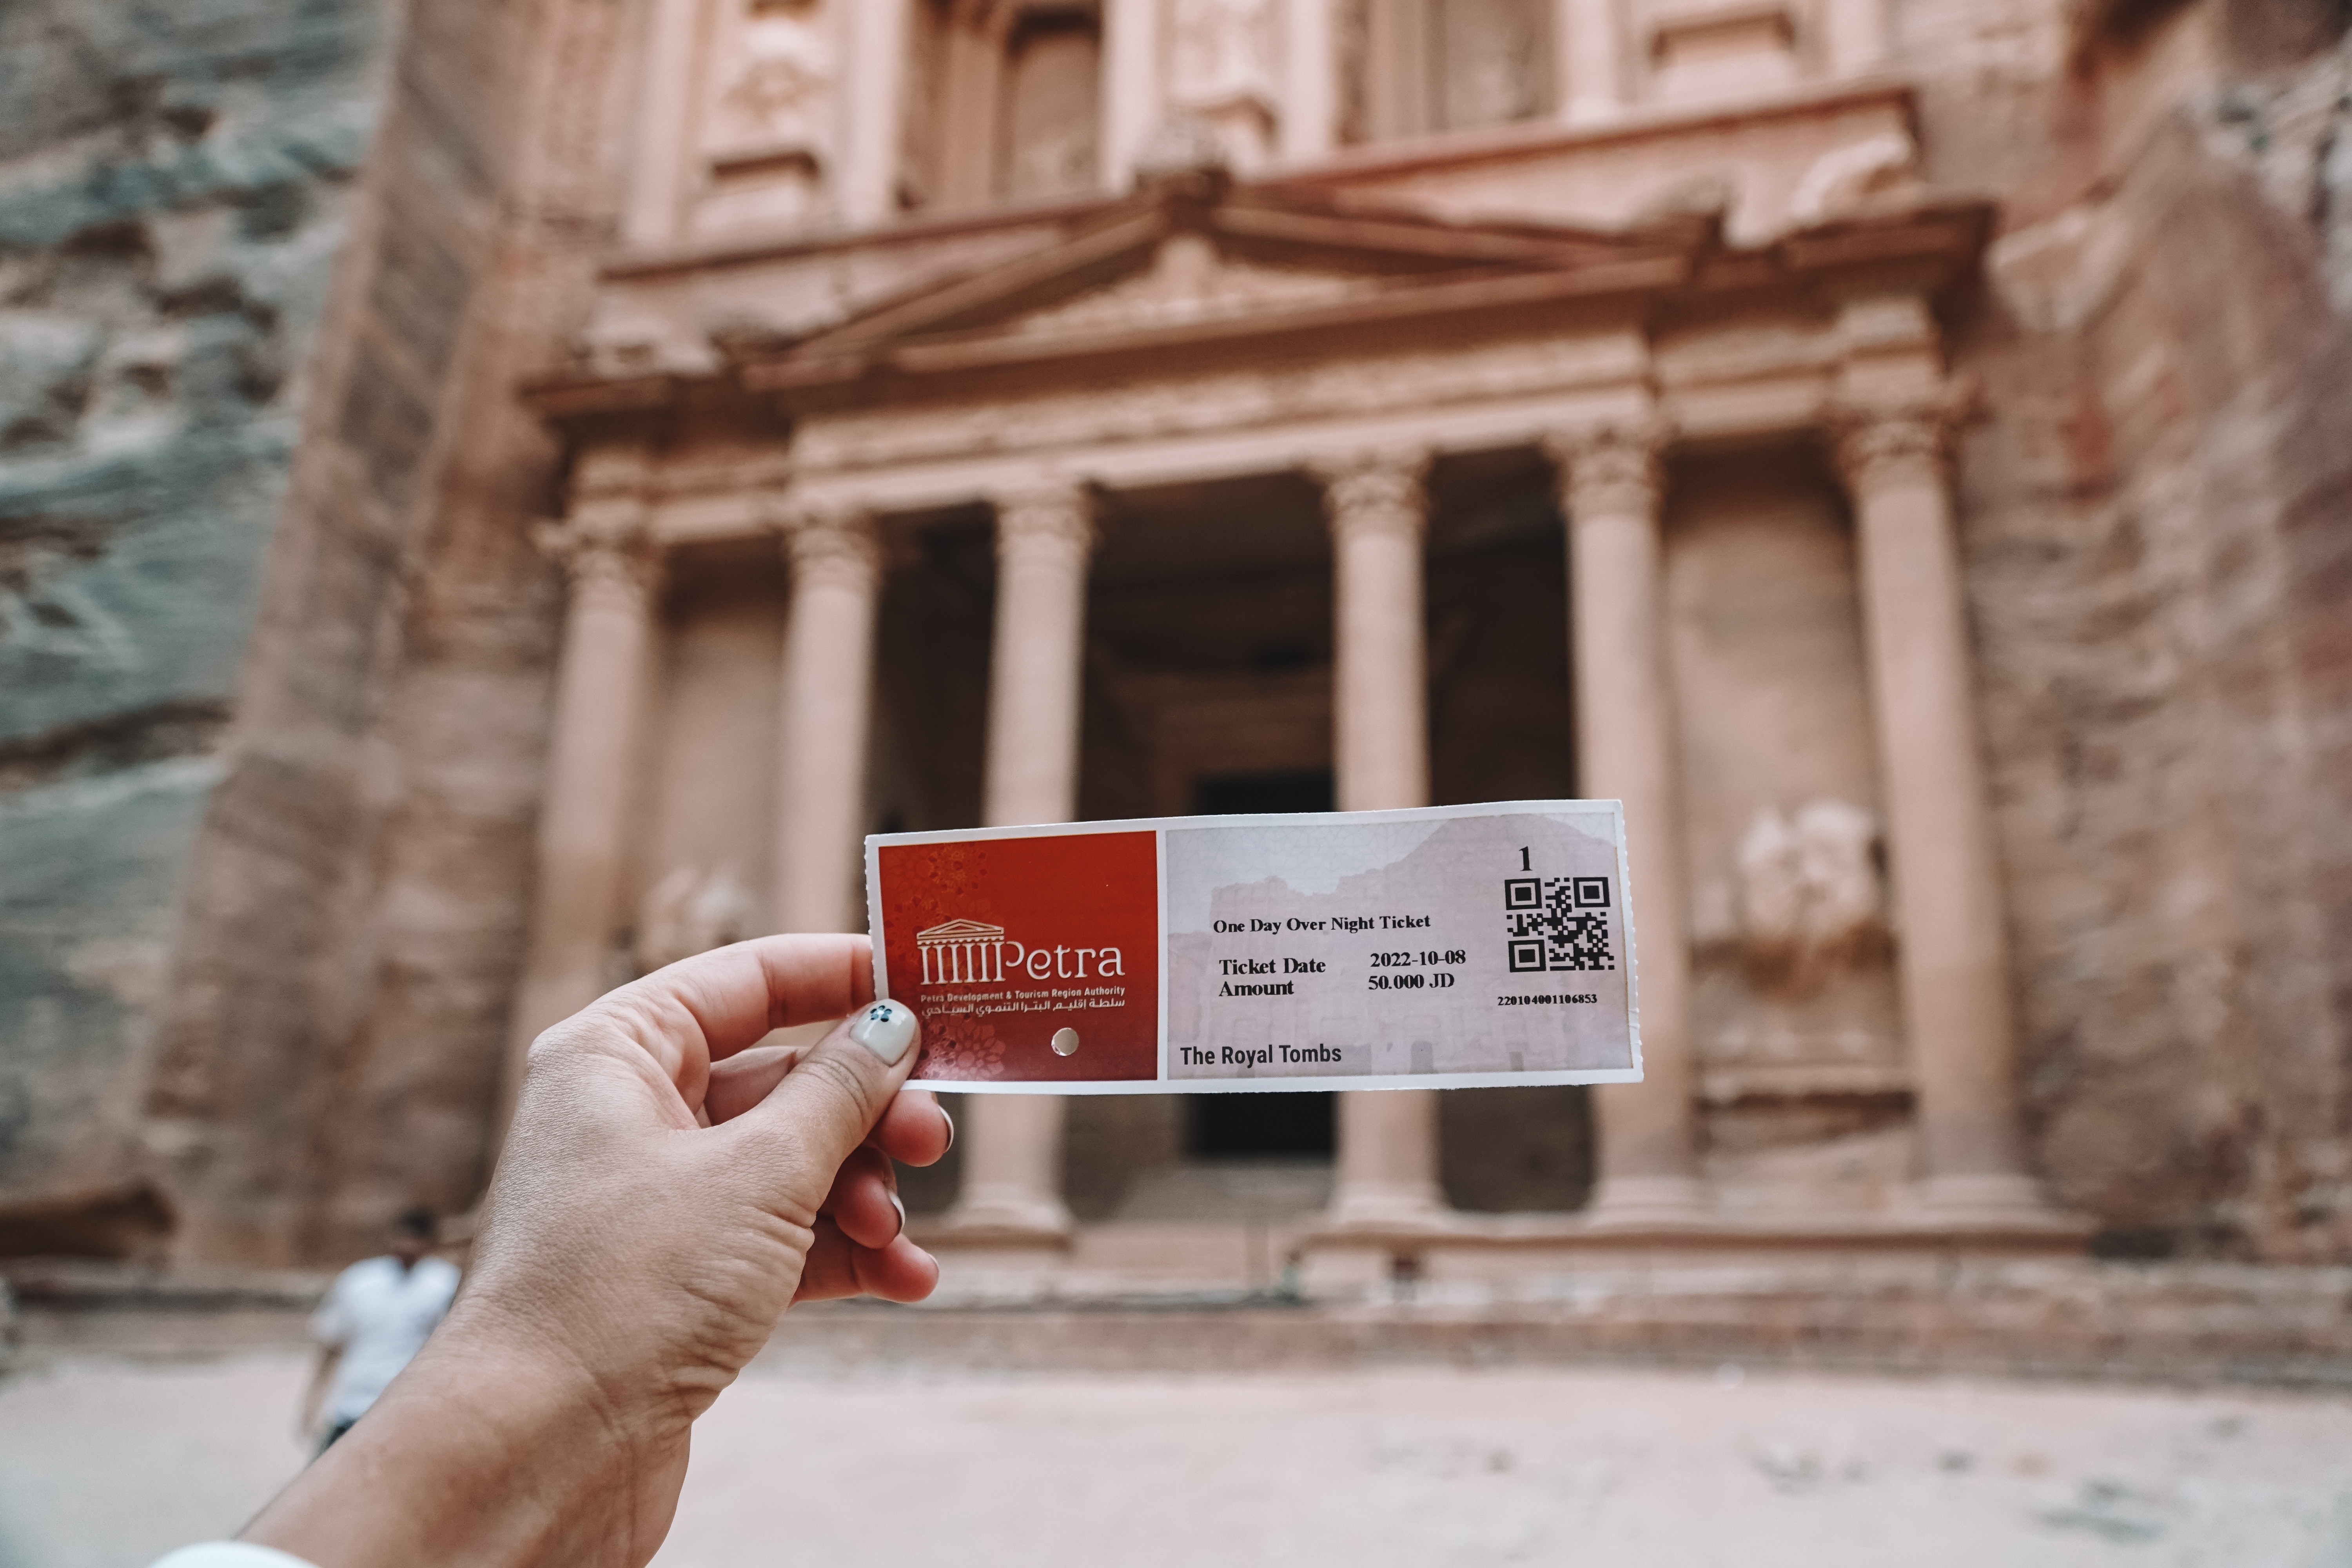 Petra
Petra Development & Tourism Region Authority
سلطة إقليم البترا التنموي السياحي
1
One Day Over Night Ticket
Ticket Date 2022-10-08
Amount 50.000 JD
220104001106853
The Royal Tombs